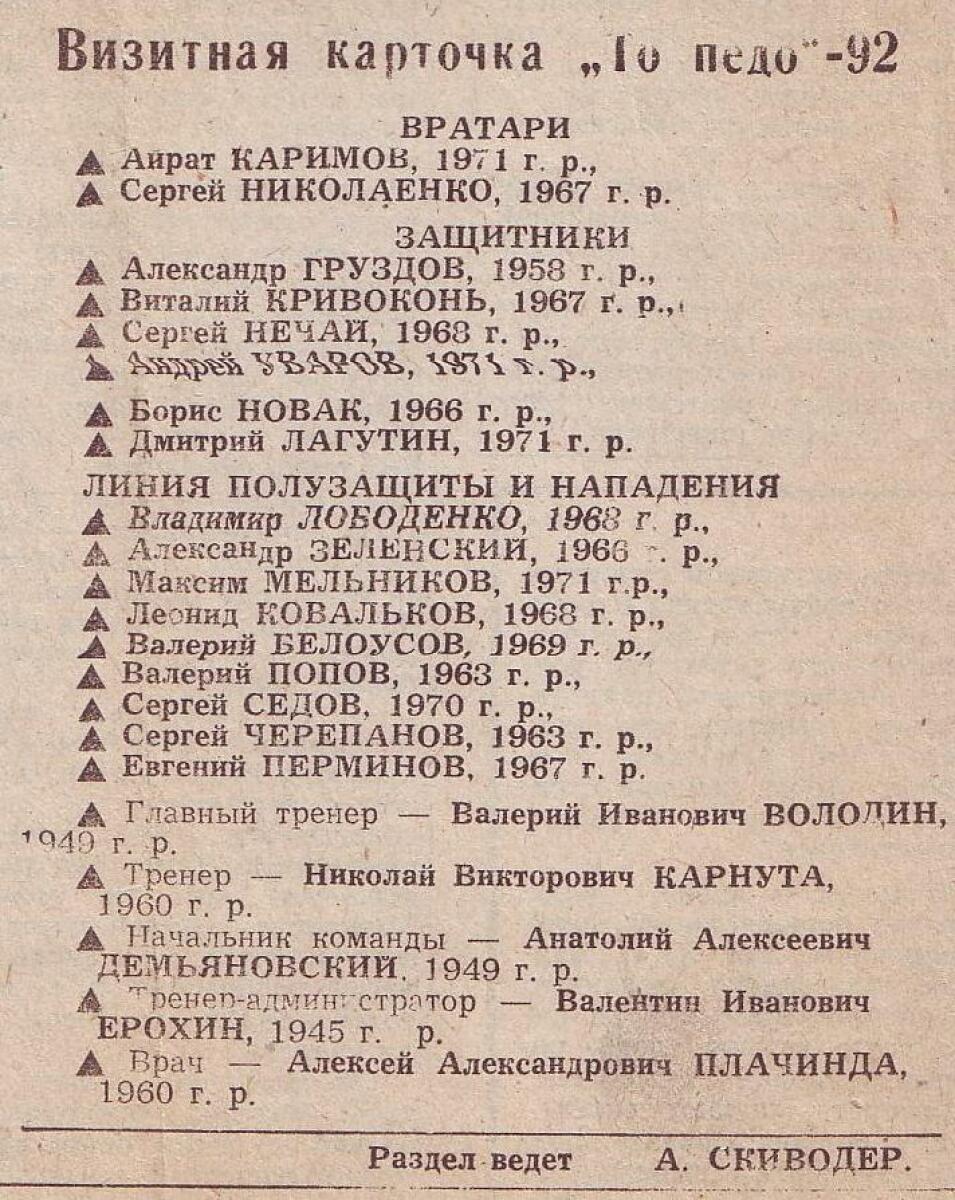 Визитная карточка „То педо“-92
ВРАТАРИ
▲ Айрат КАРИМОВ, 1971 г. р.,
▲ Сергей НИКОЛАЕНКО, 1967 г. р.
ЗАЩИТНИКИ
▲ Александр ГРУЗДОВ, 1958 г. р.,
▲ Виталий КРИВОКОНЬ, 1967 г. р.,
▲ Сергей НЕЧАЙ, 1968 г. р.,
▲ Андрей УВАРОВ, 1971 г. р.,
▲ Борис НОВАК, 1966 г. р.,
▲ Дмитрий ЛАГУТИН, 1971 г. р.
ЛИНИЯ ПОЛУЗАЩИТЫ И НАПАДЕНИЯ
▲ Владимир ЛОБОДЕНКО, 1968 г. р.,
▲ Александр ЗЕЛЕНСКИЙ, 1966 г. р.,
▲ Максим МЕЛЬНИКОВ, 1971 г.р.,
▲ Леонид КОВАЛЬКОВ, 1968 г. р.,
▲ Валерий БЕЛОУСОВ, 1969 г. р.,
▲ Валерий ПОПОВ, 1963 г. р.,
▲ Сергей СЕДОВ, 1970 г. р.,
▲ Сергей ЧЕРЕПАНОВ, 1963 г. р.,
▲ Евгений ПЕРМИНОВ, 1967 г. р.
▲ Главный тренер — Валерий Иванович ВОЛОДИН,
1949 г. р.
▲ Тренер — Николай Викторович КАРНУТА,
1960 г. р.
▲ Начальник команды — Анатолий Алексеевич
ДЕМЬЯНОВСКИЙ, 1949 г. р.
▲ Тренер-администратор — Валентин Иванович
ЕРОХИН, 1945 г. р.
▲ Врач — Алексей Александрович ПЛАЧИНДА,
1960 г. р.
Раздел ведет А. СКИВОДЕР.